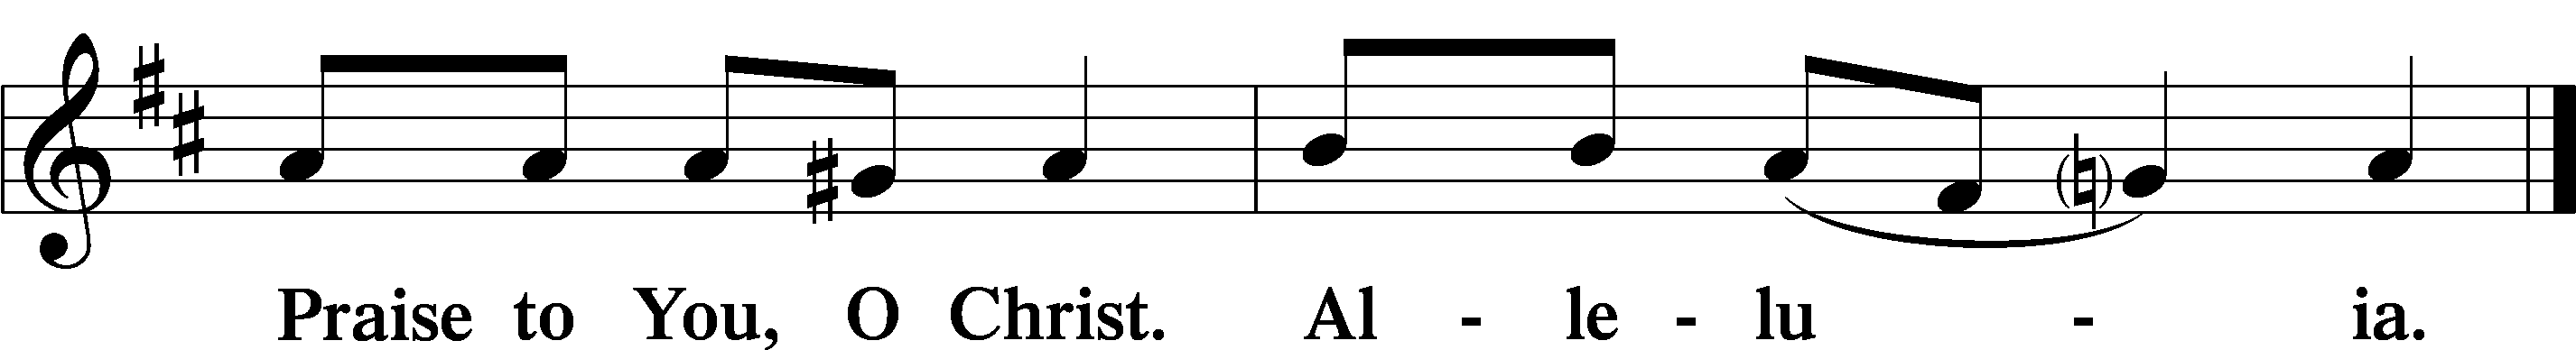 Praise to You, O Christ. Al - le - lu - ia.